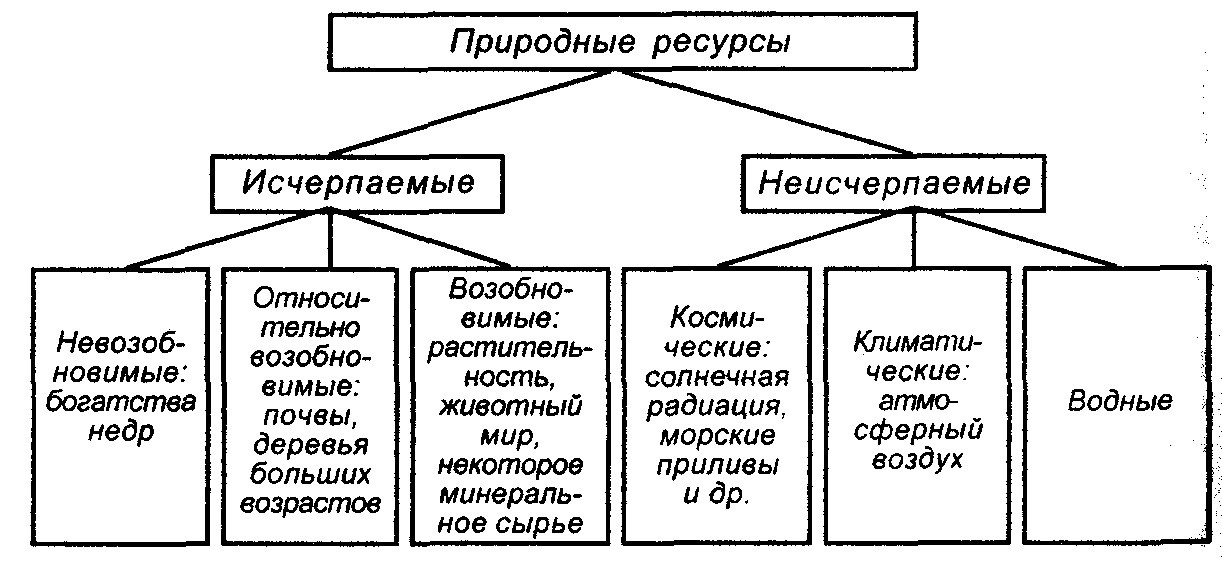 Природные ресурсы
Исчерпаемые
Неисчерпаемые
Невозоб-
новимые:
богатства
недр
Относи-
тельно
возобно-
вимые:
почвы,
деревья
больших
возрастов
Возобно-
вимые:
раститель-
ность,
животный
мир,
некоторое
минераль-
ное сырье
Косми-
ческие:
солнечная
радиация,
морские
приливы
и др.
Климати-
ческие:
атмо-
сферный
воздух
Водные